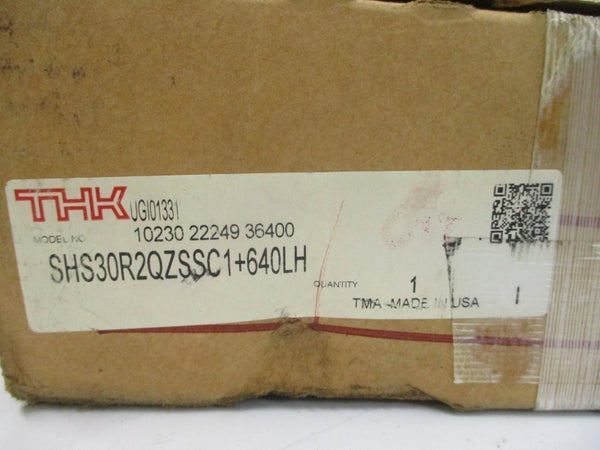 THK UGI01331
10230 22249 36400
MODEL NO.
SHS30R2QZSSC1+640LH
QUANTITY 1
TMA-MADE IN USA